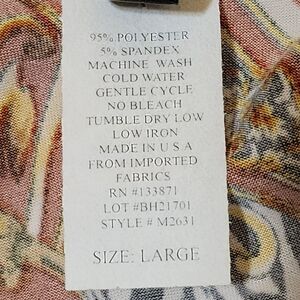 95% POLYESTER
5% SPANDEX
MACHINE WASH
COLD WATER
GENTLE CYCLE
NO BLEACH
TUMBLE DRY LOW
LOW IRON
MADE IN U S A
FROM IMPORTED
FABRICS
RN #133871
LOT #BH21701
STYLE # M2631
SIZE: LARGE